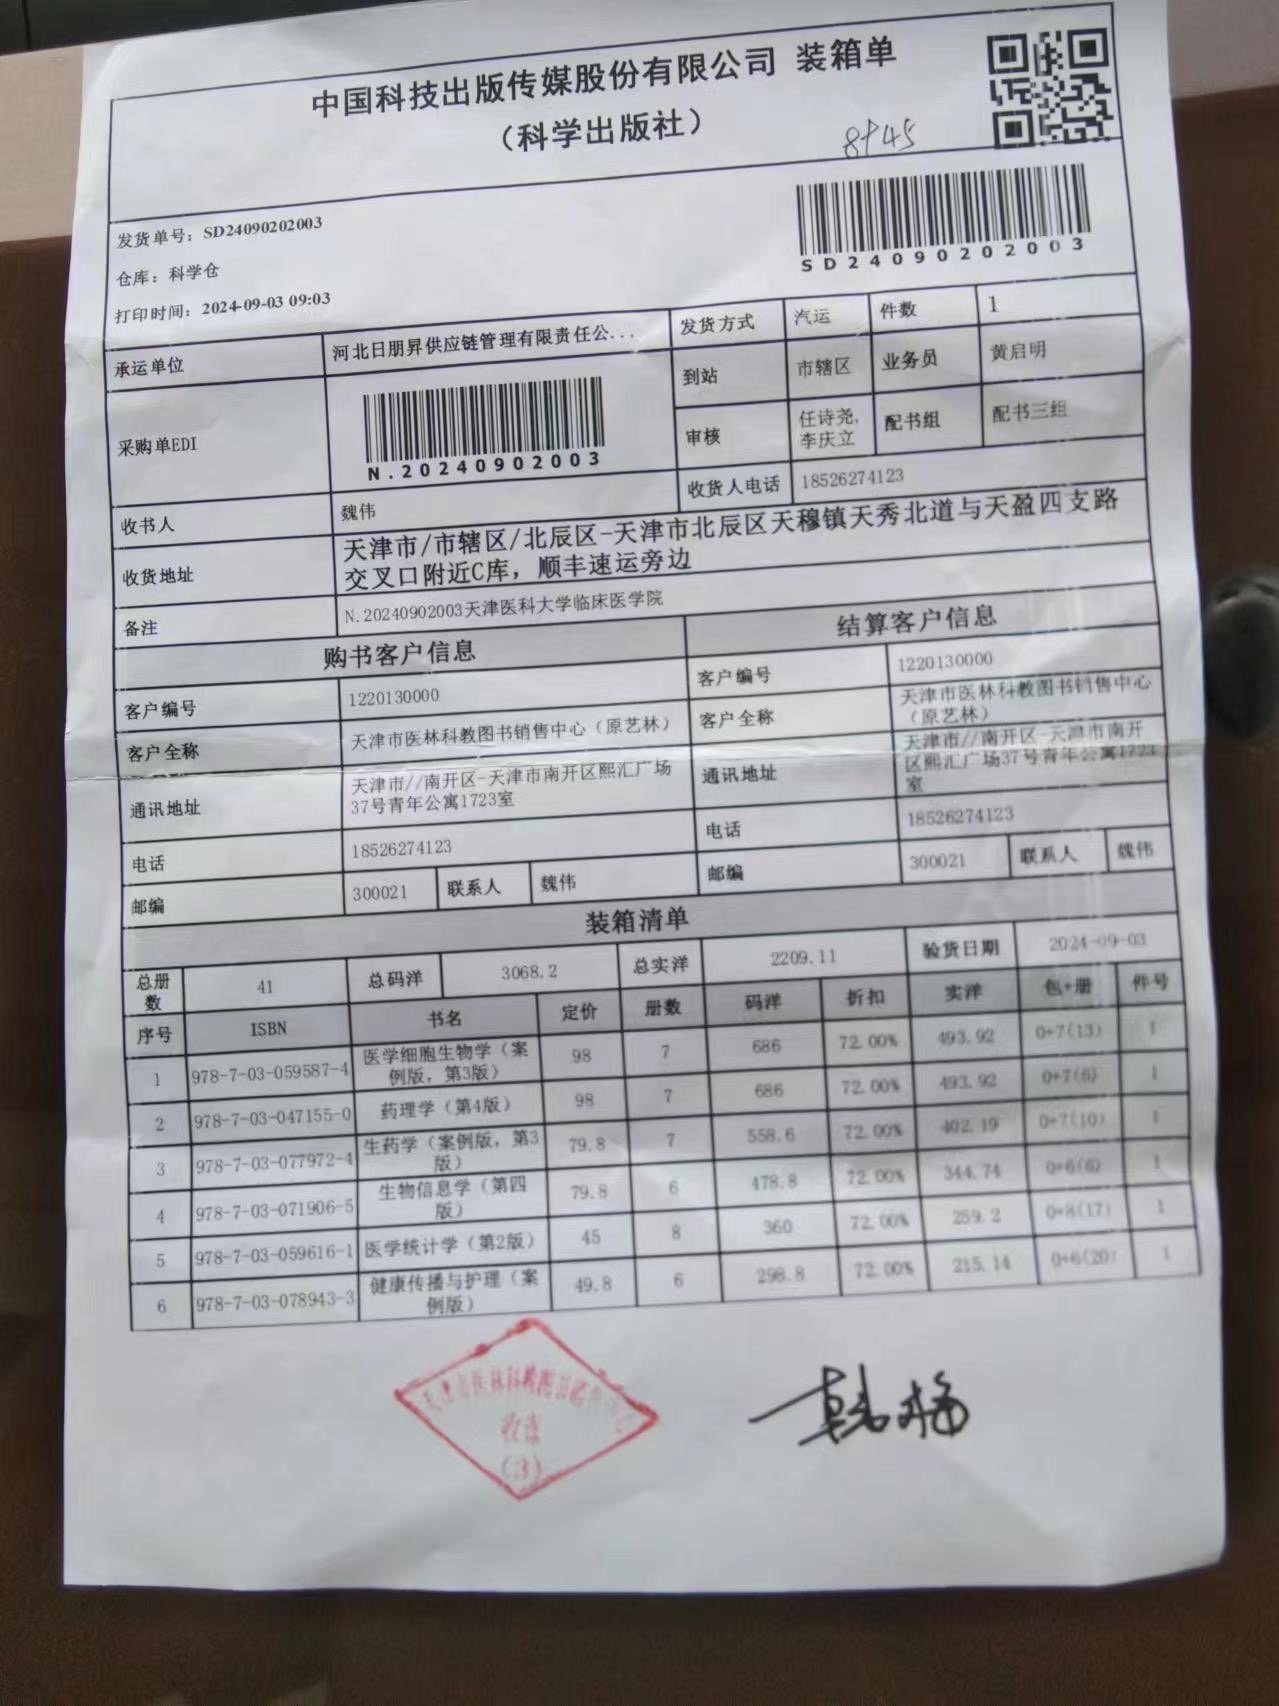 中国科技出版传媒股份有限公司 装箱单
（科学出版社）
发货单号：SD24090202003
仓库：科学仓
打印时间：2024-09-03 09:03
SD24090202003
承运单位 河北日朋昇供应链管理有限责任公... 发货方式 汽运 件数 1
采购单EDI N.20240902003 到站 市辖区 业务员 黄启明
审核 任诗尧,
李庆立 配书组 配书三组
收书人 魏伟 收货人电话 18526274123
收货地址 天津市/市辖区/北辰区-天津市北辰区天穆镇天秀北道与天盈四支路
交叉口附近C库，顺丰速运旁边
备注 N.20240902003天津医科大学临床医学院
购书客户信息 结算客户信息
客户编号 1220130000 客户编号 1220130000
客户全称 天津市医林科教图书销售中心（原艺林） 客户全称 天津市医林科教图书销售中心
（原艺林）
通讯地址 天津市//南开区-天津市南开区熙汇广场
37号青年公寓1723室
通讯地址 天津市//南开区-天津市南开
区熙汇广场37号青年公寓1723
室
电话 18526274123 电话 18526274123
邮编 300021 联系人 魏伟 邮编 300021 联系人 魏伟
装箱清单
总册
数 41 总码洋 3068.2 总实洋 2209.11 验货日期 2024-09-03
序号 ISBN 书名 定价 册数 码洋 折扣 实洋 包+册 件号
1 978-7-03-059587-4 医学细胞生物学（案
例版，第3版） 98 7 686 72.00% 493.92 0+7(13) 1
2 978-7-03-047155-0 药理学（第4版） 98 7 686 72.00% 493.92 0+7(6) 1
3 978-7-03-077972-4 生药学（案例版，第3
版） 79.8 7 558.6 72.00% 402.19 0+7(10) 1
4 978-7-03-071906-5 生物信息学（第四
版） 79.8 6 478.8 72.00% 344.74 0+6(6) 1
5 978-7-03-059616-1 医学统计学（第2版） 45 8 360 72.00% 259.2 0+8(17) 1
6 978-7-03-078943-3 健康传播与护理（案
例版） 49.8 6 298.8 72.00% 215.14 0+6(20) 1
(3)